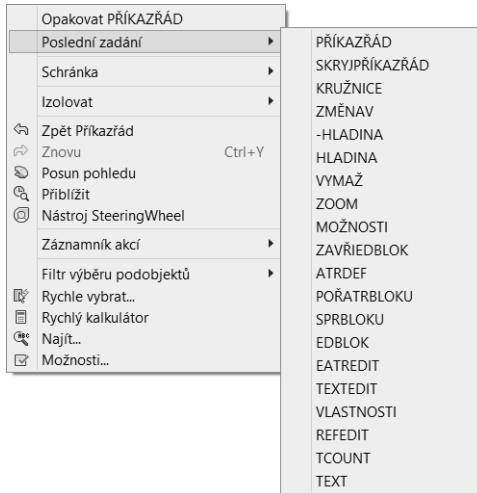 Opakovat PŘÍKAZŘÁD
Poslední zadání
Schránka
Izolovat
Zpět Příkazřád
Znovu Ctrl+Y
Posun pohledu
Přiblížit
Nástroj SteeringWheel
Záznamník akcí
Filtr výběru podobjektů
Rychle vybrat...
Rychlý kalkulátor
Najít...
Možnosti...
PŘÍKAZŘÁD
SKRYJPŘÍKAZŘÁD
KRUŽNICE
ZMĚNAV
-HLADINA
HLADINA
VYMAŽ
ZOOM
MOŽNOSTI
ZAVŘIEDBLOK
ATRDEF
POŘATRBLOKU
SPRBLOKU
EDBLOK
EATREDIT
TEXTEDIT
VLASTNOSTI
REFEDIT
TCOUNT
TEXT